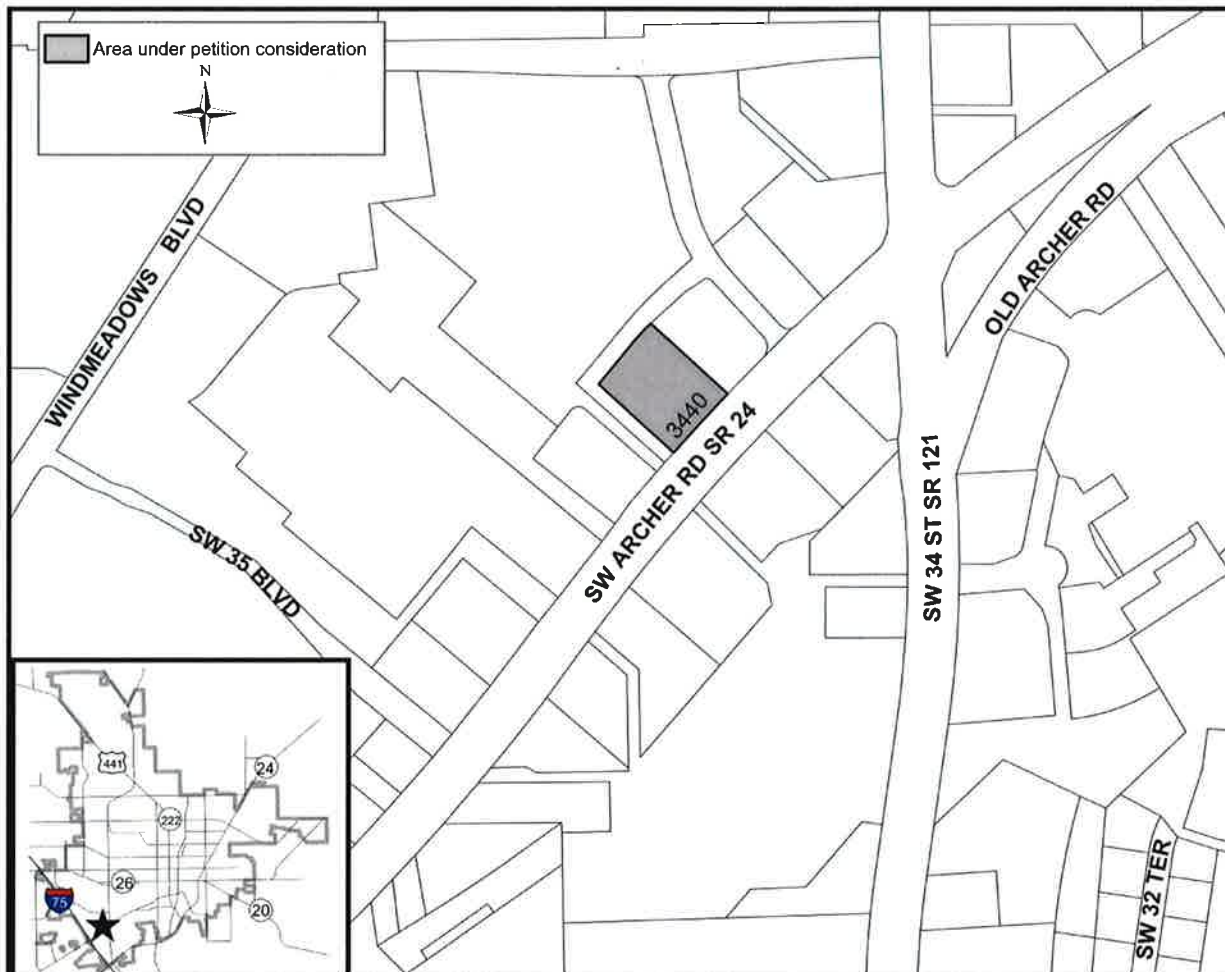 Area under petition consideration
N
WINDMEADOWS BLVD
OLD ARCHER RD
3440
SW ARCHER RD SR 24
SW 34 ST SR 121
SW 35 BLVD
SW 32 TER
441
24
222
26
75
20